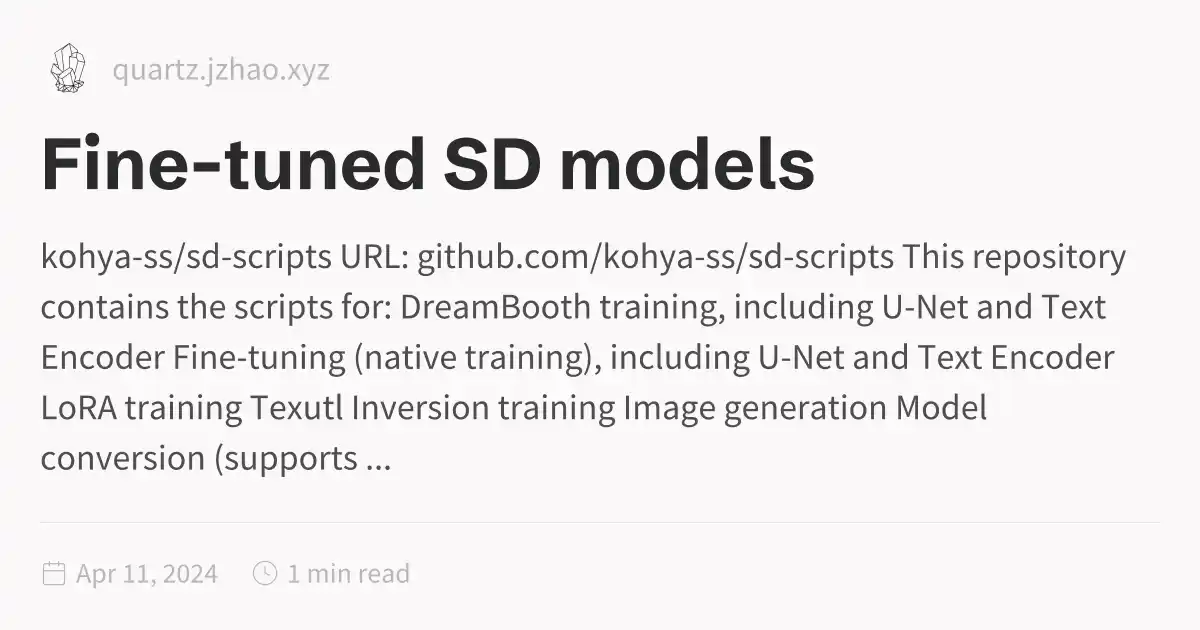 quartz.jzhao.xyz
Fine-tuned SD models
kohya-ss/sd-scripts URL: github.com/kohya-ss/sd-scripts This repository
contains the scripts for: DreamBooth training, including U-Net and Text
Encoder Fine-tuning (native training), including U-Net and Text Encoder
LoRA training Texutl Inversion training Image generation Model
conversion (supports ...
Apr 11, 2024 1 min read